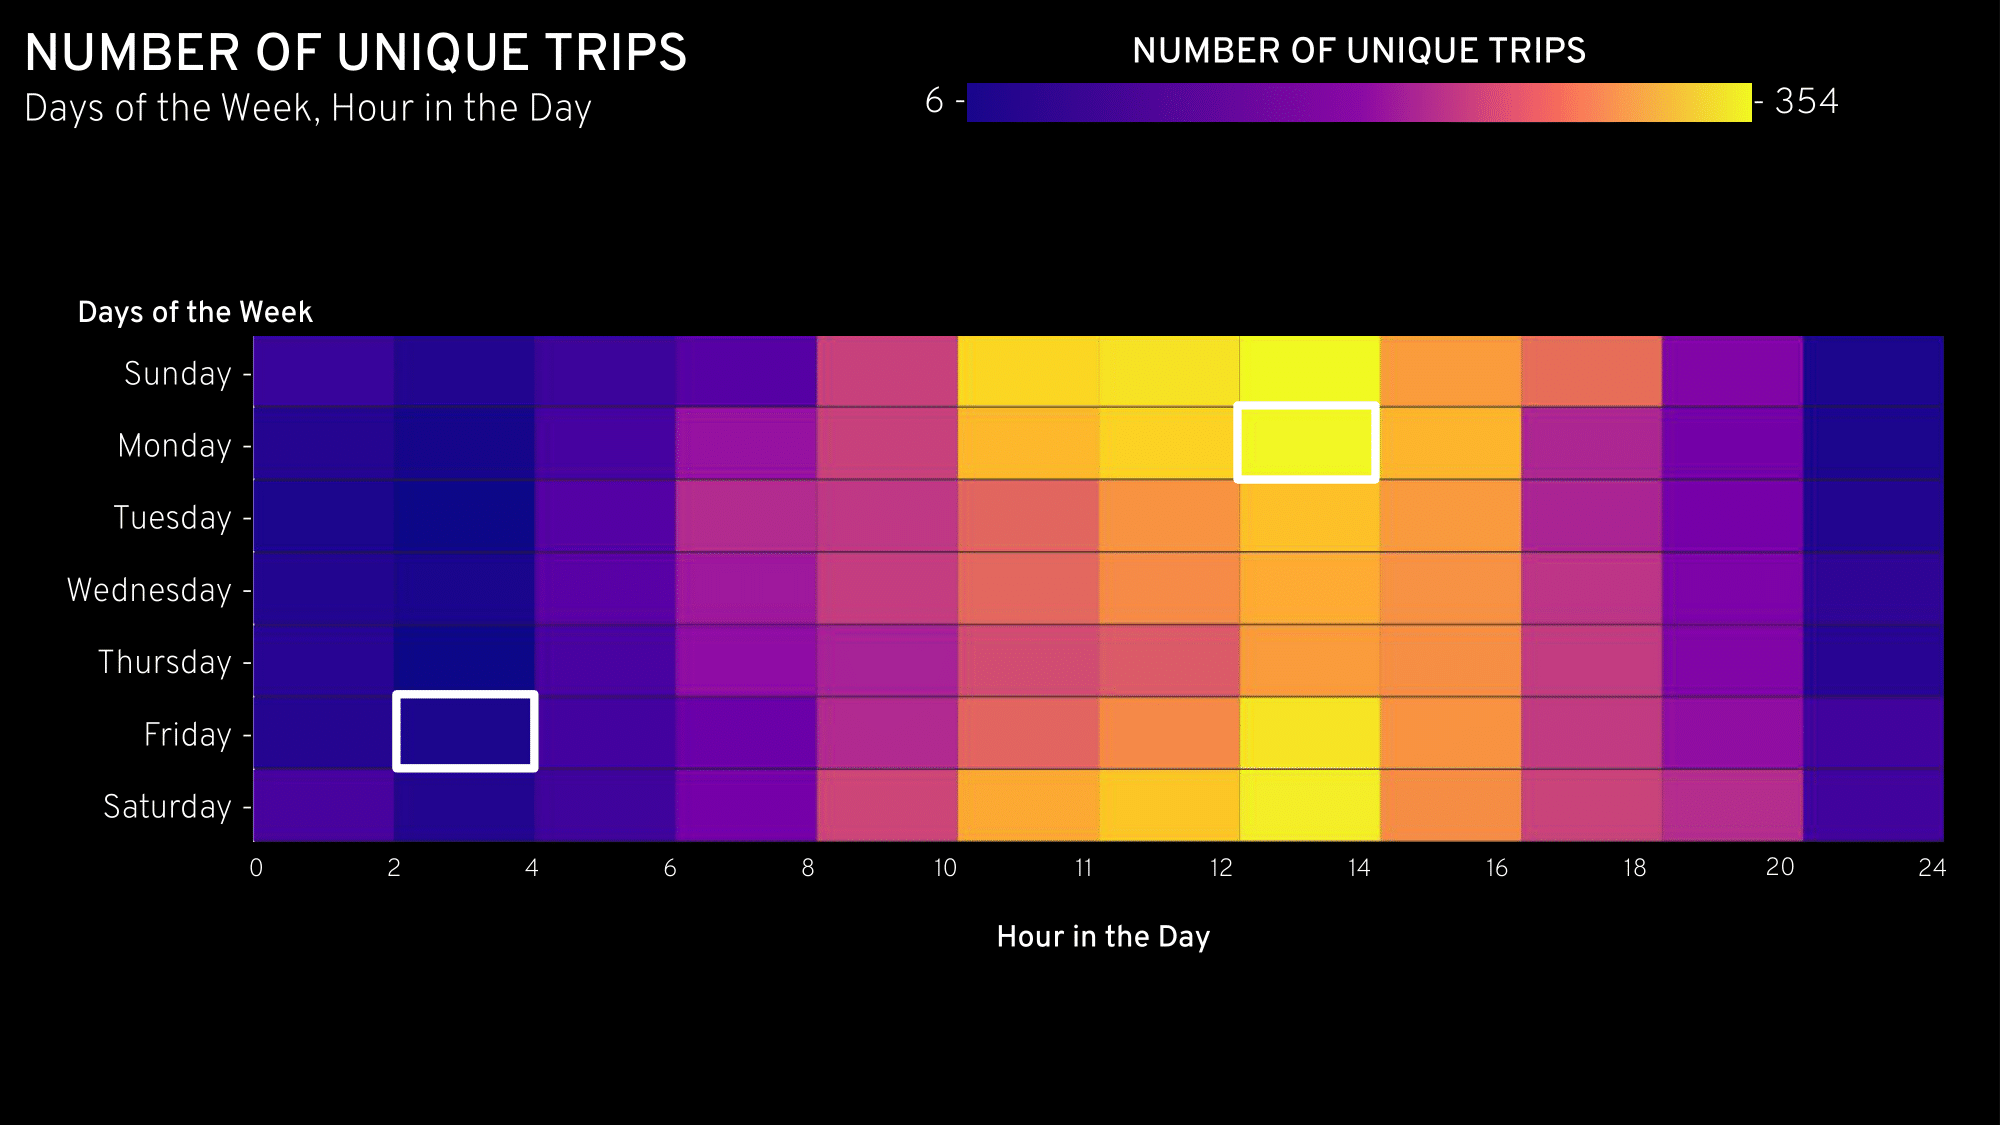 NUMBER OF UNIQUE TRIPS
Days of the Week, Hour in the Day
NUMBER OF UNIQUE TRIPS
6 - - 354
Days of the Week
Sunday -
Monday -
Tuesday -
Wednesday -
Thursday -
Friday -
Saturday -
0 2 4 6 8 10 11 12 14 16 18 20 24
Hour in the Day